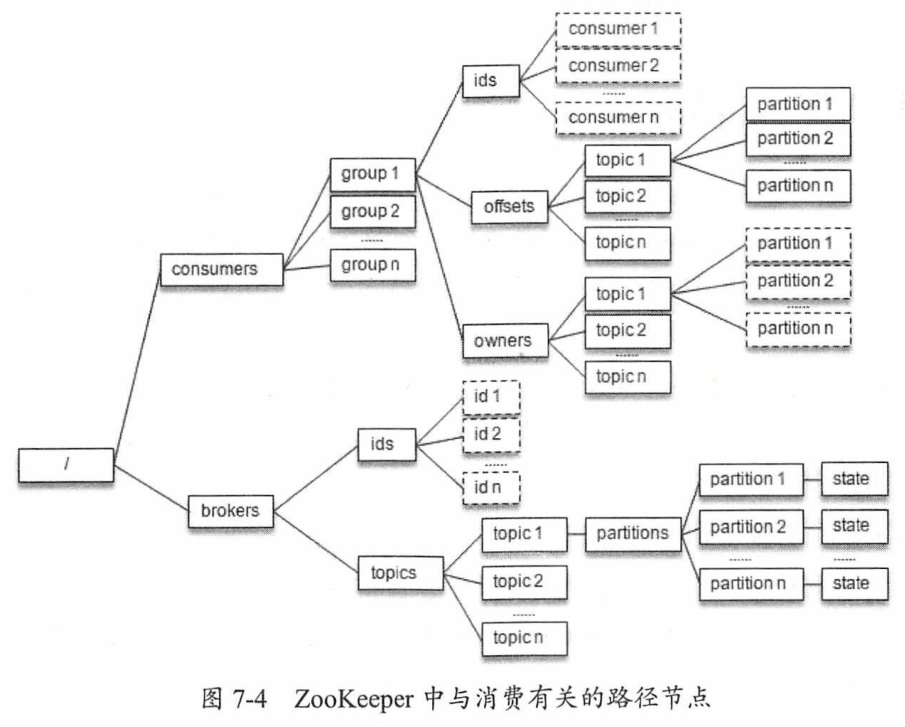 /
consumers
group 1
group 2
......
group n
ids
consumer 1
consumer 2
......
consumer n
offsets
topic 1
topic 2
......
topic n
partition 1
partition 2
......
partition n
owners
topic 1
topic 2
......
topic n
partition 1
partition 2
......
partition n
brokers
ids
id 1
id 2
......
id n
topics
topic 1
topic 2
......
topic n
partitions
partition 1
state
partition 2
state
......
......
partition n
state
图 7-4 ZooKeeper 中与消费有关的路径节点